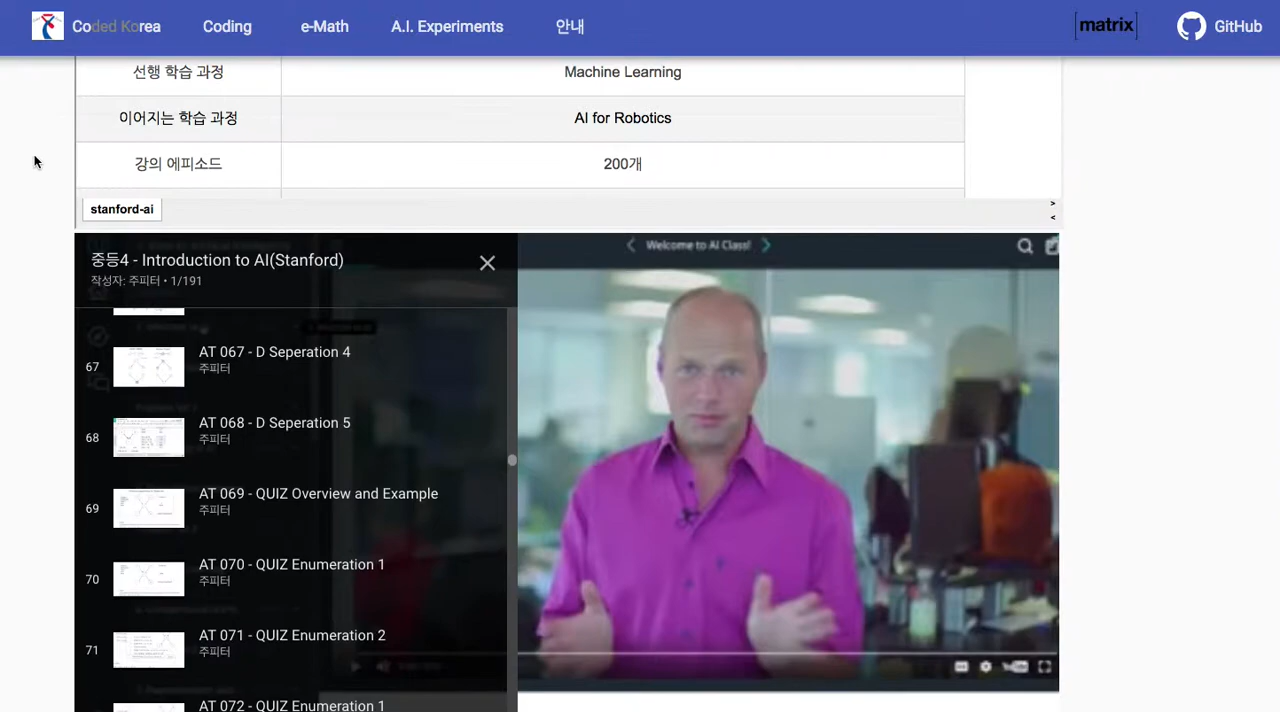 Coded Korea
Coding
e-Math
A.I. Experiments
안내
matrix
GitHub
선행 학습 과정
Machine Learning
이어지는 학습 과정
AI for Robotics
강의 에피소드
200개
stanford-ai
>
<
중등4 - Introduction to AI(Stanford)
작성자: 주피터 • 1/191
Welcome to AI Class!
67
AT 067 - D Seperation 4
주피터
68
AT 068 - D Seperation 5
주피터
69
AT 069 - QUIZ Overview and Example
주피터
70
AT 070 - QUIZ Enumeration 1
주피터
71
AT 071 - QUIZ Enumeration 2
주피터
AT 072 - QUIZ Enumeration 1